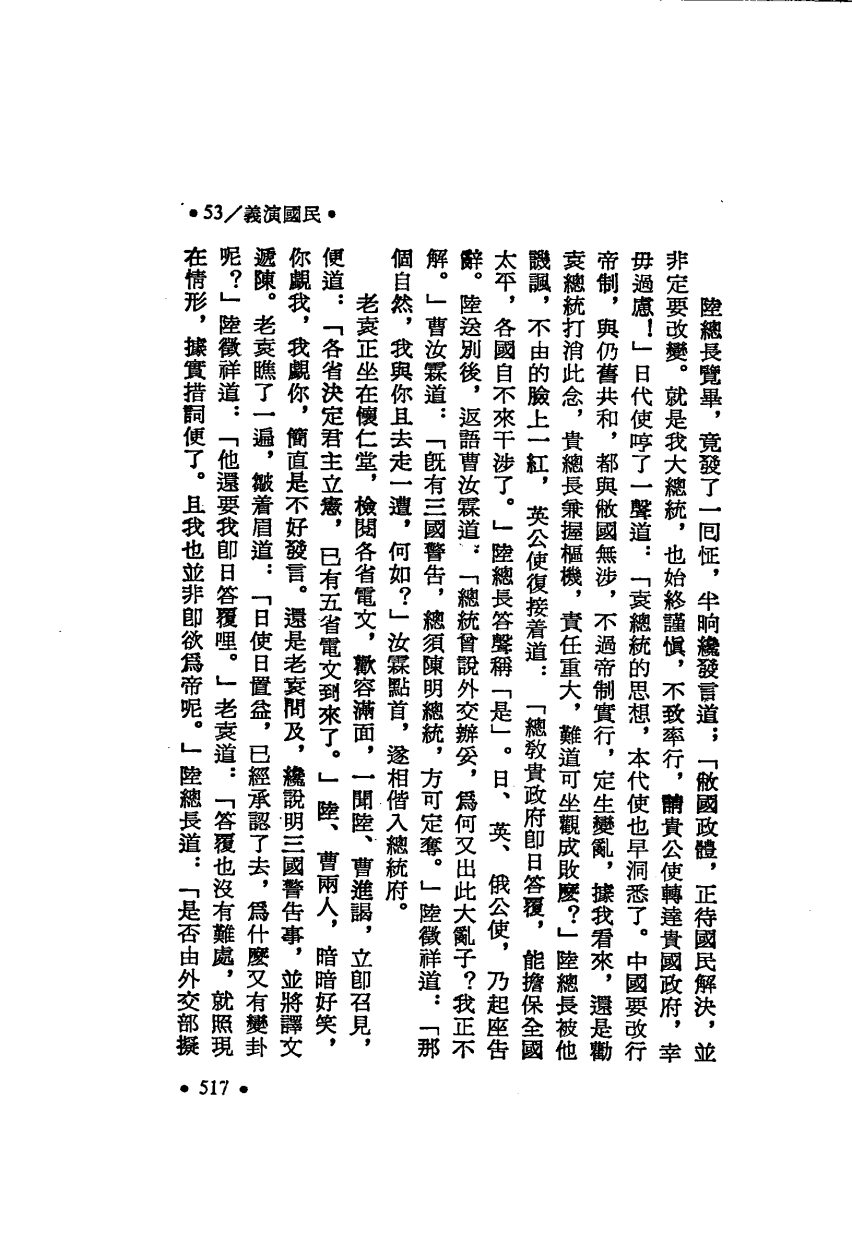 •53/義演國民•
陸總長覽畢，竟發了一回怔，半晌纔發言道；「敝國政體，正待國民解決，並
非定要改變。就是我大總統，也始終謹愼，不致率行，請貴公使轉達貴國政府，幸
毋過慮！」日代使哼了一聲道：「袁總統的思想，本代使也早洞悉了。中國要改行
帝制，與仍舊共和，都與敝國無涉，不過帝制實行，定生變亂，據我看來，還是勸
袁總統打消此念，貴總長兼握樞機，責任重大，難道可坐觀成敗麼？」陸總長被他
譏諷，不由的臉上一紅，英公使復接着道：「總教貴政府卽日答覆，能擔保全國
太平，各國自不來干涉了。」陸總長答聲稱「是」。日、英、俄公使，乃起座告
辭。陸送別後，返語曹汝霖道：「總統曾說外交辦妥，爲何又出此大亂子？我正不
解。」曹汝霖道：「旣有三國警告，總須陳明總統，方可定奪。」陸徵祥道：「那
個自然，我與你且去走一遭，何如？」汝霖點首，遂相偕入總統府。
老袁正坐在懷仁堂，檢閱各省電文，歡容滿面，一聞陸、曹進謁，立卽召見，
便道：「各省決定君主立憲，已有五省電文到來了。」陸、曹兩人，暗暗好笑，
你覷我，我覷你，簡直是不好發言。還是老袁問及，纔說明三國警告事，並將譯文
遞陳。老袁瞧了一遍，皺着眉道：「日使日置益，已經承認了去，爲什麼又有變卦
呢？」陸徵祥道：「他還要我卽日答覆哩。」老袁道：「答覆也沒有難處，就照現
在情形，據實措詞便了。且我也並非卽欲爲帝呢。」陸總長道：「是否由外交部擬
•517•